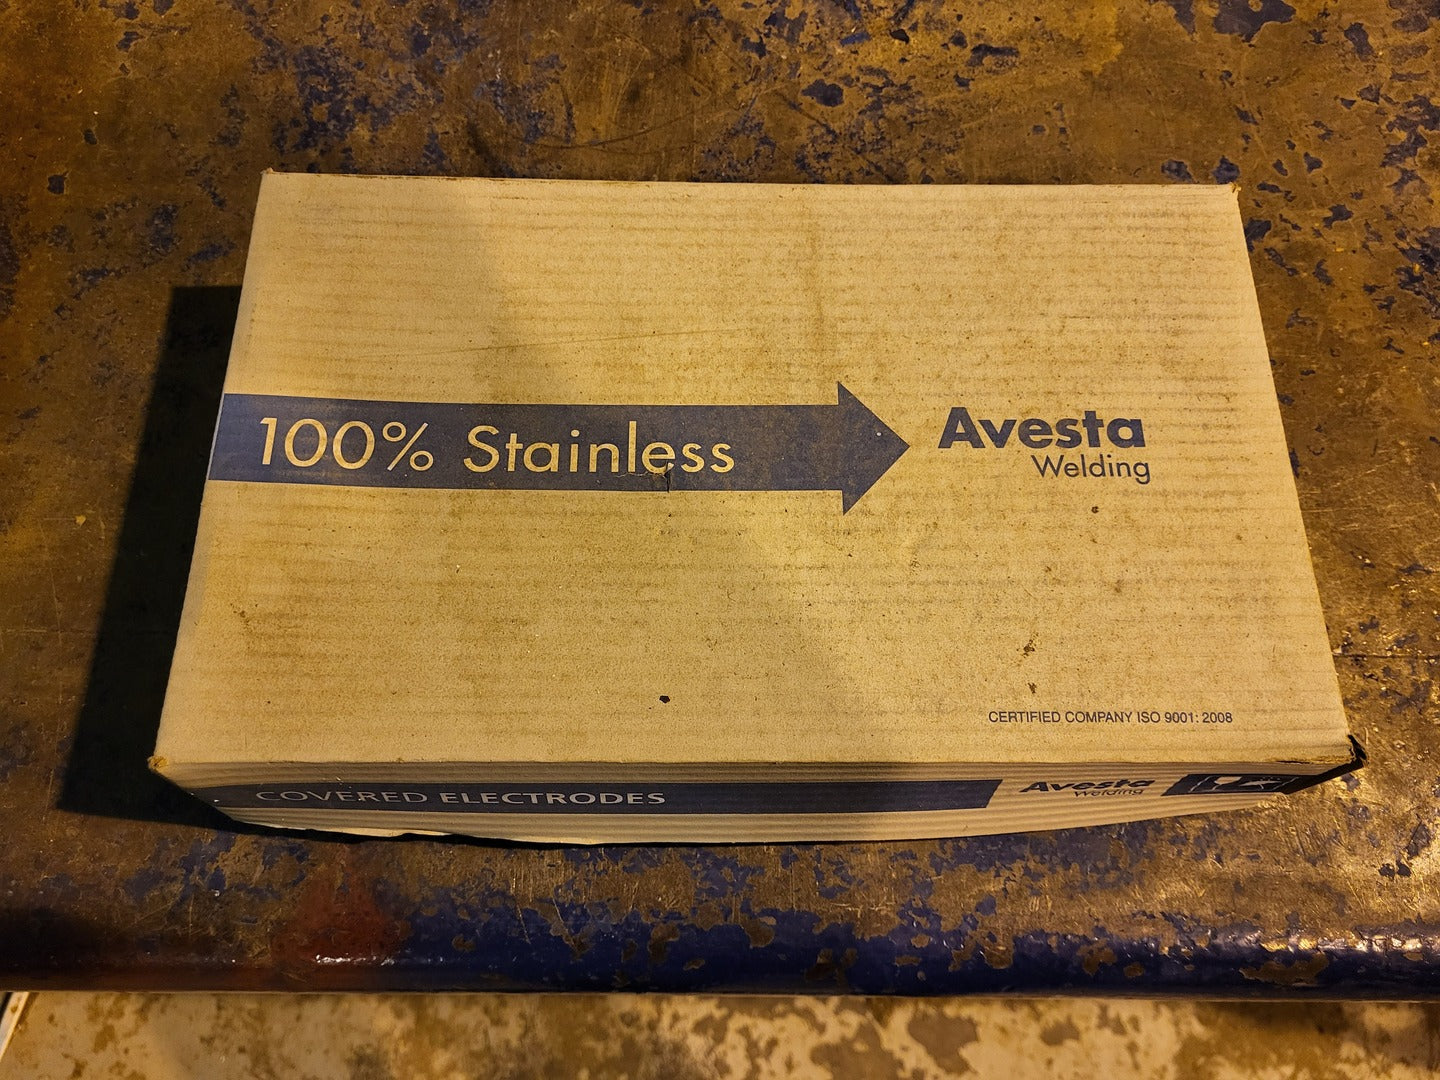 100% Stainless
Avesta
Welding
CERTIFIED COMPANY ISO 9001: 2008
COVERED ELECTRODES
Avesta
Welding